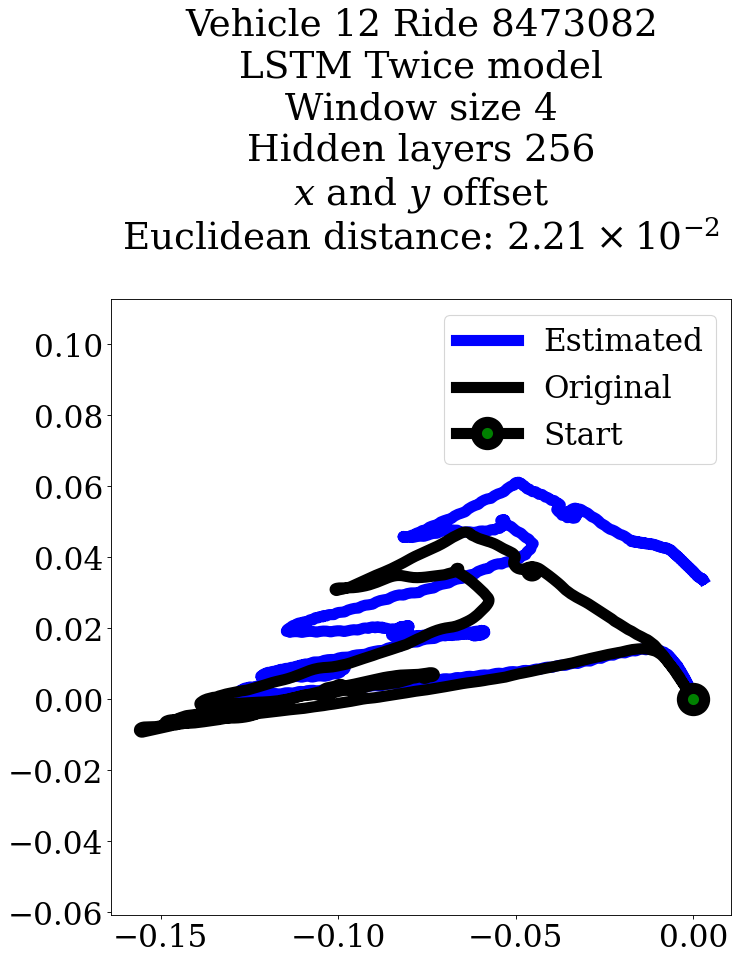 Vehicle 12 Ride 8473082
LSTM Twice model
Window size 4
Hidden layers 256
x and y offset
Euclidean distance: 2.21 × 10⁻²
Estimated
Original
Start
0.10
0.08
0.06
0.04
0.02
0.00
−0.02
−0.04
−0.06
−0.15
−0.10
−0.05
0.00